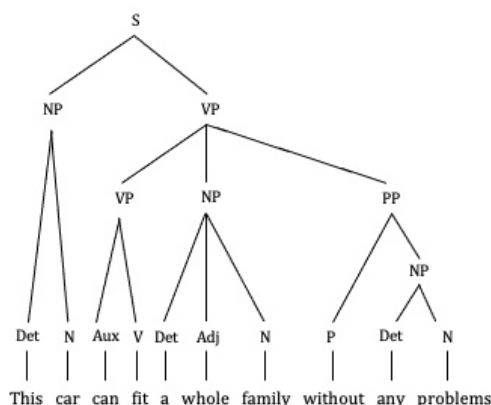 S
NP VP
VP NP PP
NP
Det N Aux V Det Adj N P Det N
This car can fit a whole family without any problems